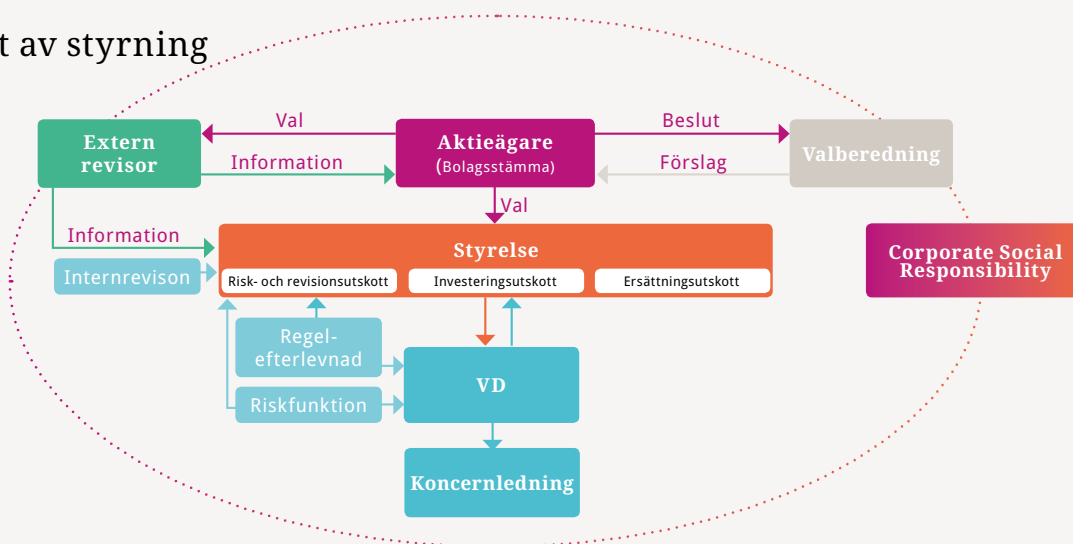 t av styrning
Val
Beslut
Extern
revisor
Aktieägare
(Bolagsstämma)
Valberedning
Information
Förslag
Val
Information
Styrelse
Corporate Social
Responsibility
Internrevison
Risk- och revisionsutskott
Investeringsutskott
Ersättningsutskott
Regel-
efterlevnad
VD
Riskfunktion
Koncernledning